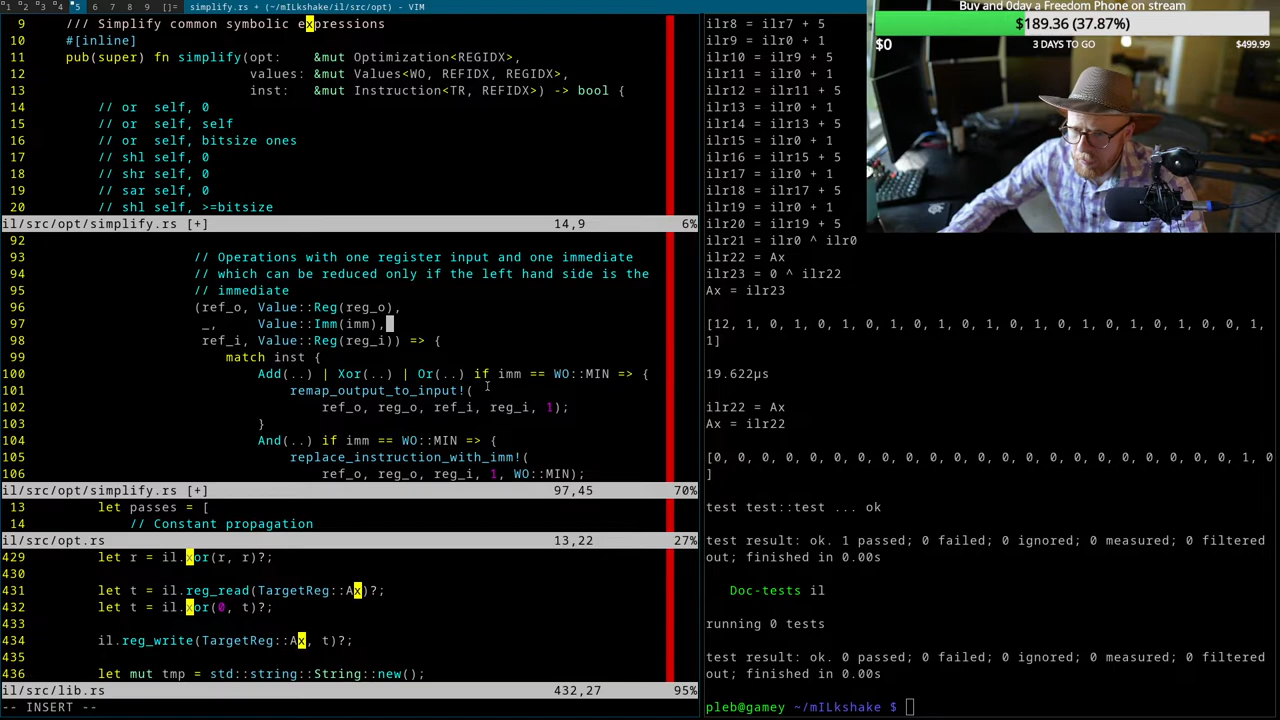 1 2 3 4 5 6 7 8 9 []= simplify.rs + (~/mILkshake/il/src/opt) - VIM
9 /// Simplify common symbolic expressions
10 #[inline]
11 pub(super) fn simplify(opt: &mut Optimization<REGIDX>,
12 values: &mut Values<WO, REFIDX, REGIDX>,
13 inst: &mut Instruction<TR, REFIDX>) -> bool {
14 // or self, 0
15 // or self, self
16 // or self, bitsize ones
17 // shl self, 0
18 // shr self, 0
19 // sar self, 0
20 // shl self, >=bitsize
il/src/opt/simplify.rs [+] 14,9 6%
92
93 // Operations with one register input and one immediate
94 // which can be reduced only if the left hand side is the
95 // immediate
96 (ref_o, Value::Reg(reg_o),
97 _, Value::Imm(imm),
98 ref_i, Value::Reg(reg_i)) => {
99 match inst {
100 Add(..) | Xor(..) | Or(..) if imm == WO::MIN => {
101 remap_output_to_input!(
102 ref_o, reg_o, ref_i, reg_i, 1);
103 }
104 And(..) if imm == WO::MIN => {
105 replace_instruction_with_imm!(
106 ref_o, reg_o, reg_i, 1, WO::MIN);
il/src/opt/simplify.rs [+] 97,45 70%
13 let passes = [
14 // Constant propagation
il/src/opt.rs 13,22 27%
429 let r = il.xor(r, r)?;
430
431 let t = il.reg_read(TargetReg::Ax)?;
432 let t = il.xor(0, t)?;
433
434 il.reg_write(TargetReg::Ax, t)?;
435
436 let mut tmp = std::string::String::new();
il/src/lib.rs 432,27 95%
-- INSERT --
ilr8 = ilr7 + 5
ilr9 = ilr0 + 1
ilr10 = ilr9 + 5
ilr11 = ilr0 + 1
ilr12 = ilr11 + 5
ilr13 = ilr0 + 1
ilr14 = ilr13 + 5
ilr15 = ilr0 + 1
ilr16 = ilr15 + 5
ilr17 = ilr0 + 1
ilr18 = ilr17 + 5
ilr19 = ilr0 + 1
ilr20 = ilr19 + 5
ilr21 = ilr0 ^ ilr0
ilr22 = Ax
ilr23 = 0 ^ ilr22
Ax = ilr23
[12, 1, 0, 1, 0, 1, 0, 1, 0, 1, 0, 1, 0, 1, 0, 1, 0, 1, 0, 1, 0, 0, 1,
1]
19.622µs
ilr22 = Ax
Ax = ilr22
[0, 0, 0, 0, 0, 0, 0, 0, 0, 0, 0, 0, 0, 0, 0, 0, 0, 0, 0, 0, 0, 0, 1, 0
]
test test::test ... ok
test result: ok. 1 passed; 0 failed; 0 ignored; 0 measured; 0 filtered
out; finished in 0.00s
Doc-tests il
running 0 tests
test result: ok. 0 passed; 0 failed; 0 ignored; 0 measured; 0 filtered
out; finished in 0.00s
pleb@gamey ~/mILkshake $
Buy and 0day a Freedom Phone on stream
$189.36 (37.87%)
$0 3 DAYS TO GO $499.99